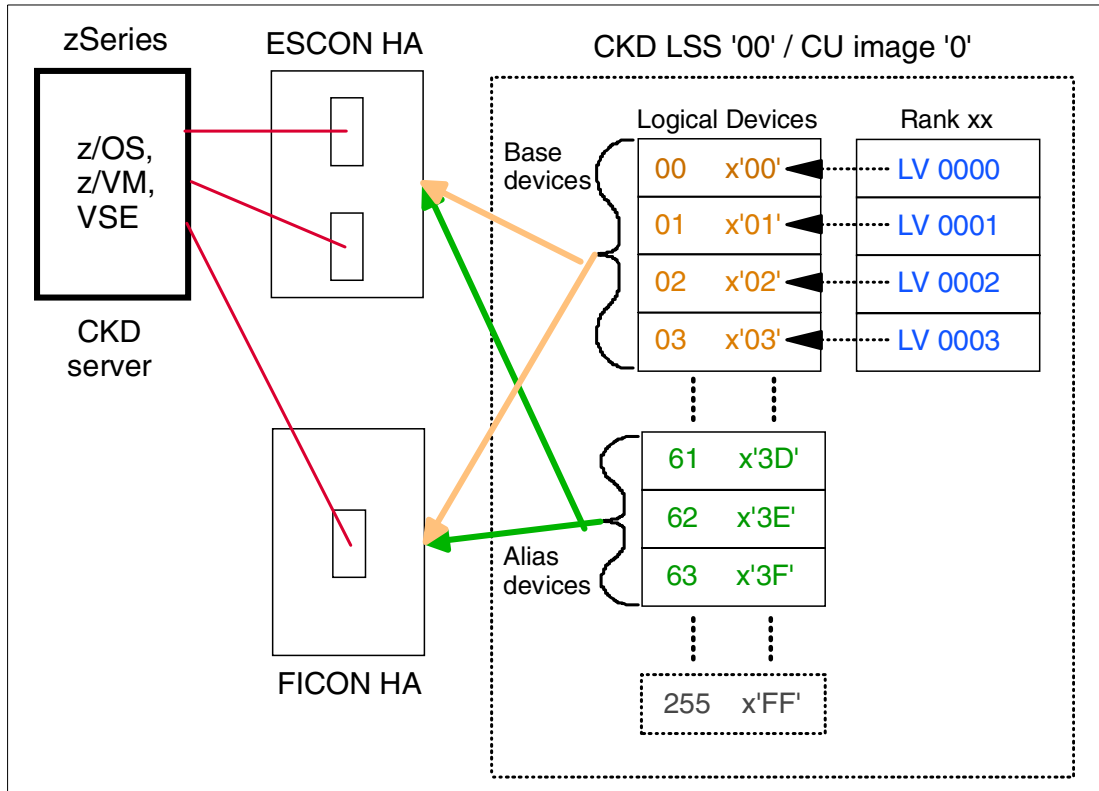 zSeries
z/OS,
z/VM,
VSE
CKD
server
ESCON HA
FICON HA
CKD LSS '00' / CU image '0'
Logical Devices
Rank xx
Base
devices
00 x'00' LV 0000
01 x'01' LV 0001
02 x'02' LV 0002
03 x'03' LV 0003
Alias
devices
61 x'3D'
62 x'3E'
63 x'3F'
255 x'FF'